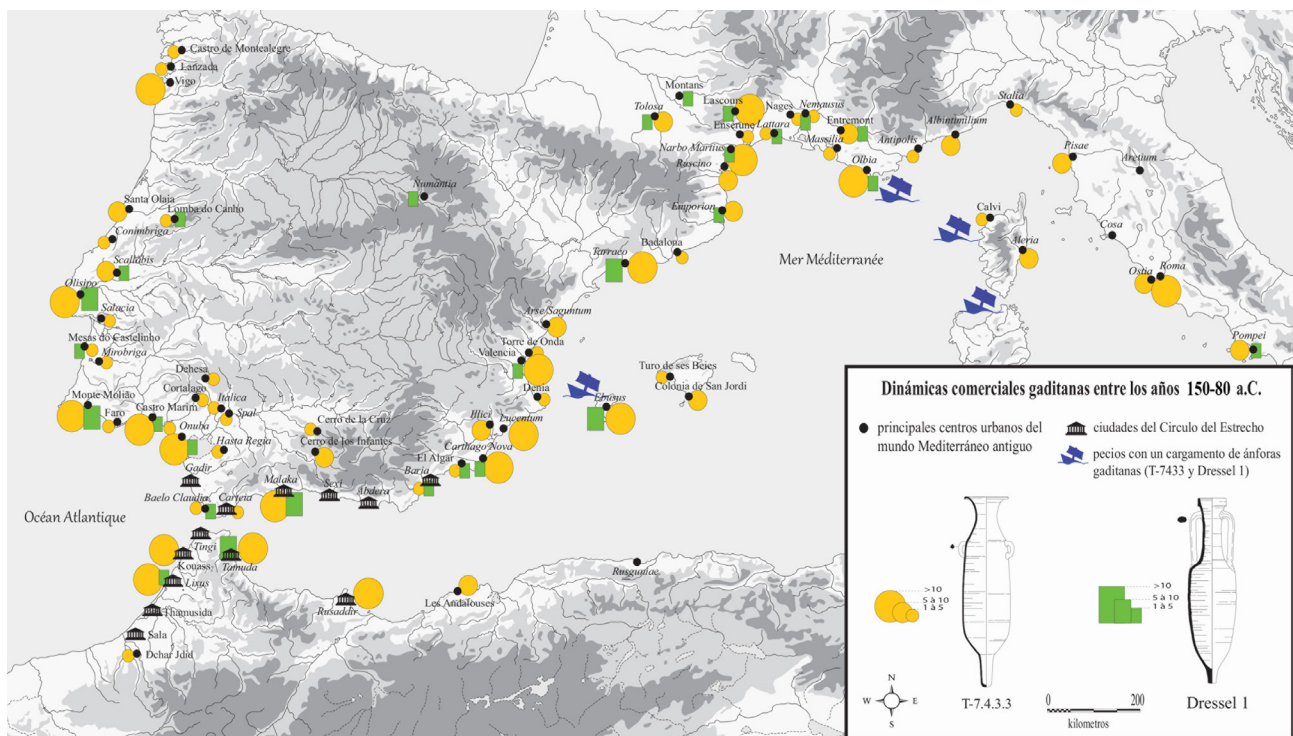 Castro de Montealegre
Lanzada
Vigo
Santa Olaia
Lomba do Canho
Conimbriga
Scallabis
Olisipo
Salacia
Mesas do Castelinho
Mirobriga
Dehesa
Cortalago
Italica
Spal
Monte Molião
Faro
Castro Marim
Onuba
Hasta Regia
Cerro de la Cruz
Cerro de los Infantes
Gadir
Baelo Claudia
Carteia
Malaka
Sexi
Abdera
Baria
El Algar
Carthago Nova
Illici
Lucentum
Denia
Valencia
Torre de Onda
Arse/Saguntum
Numantia
Tarraco
Badalona
Emporion
Ruscino
Narbo Martius
Enserune
Lascours
Montans
Tolosa
Lattara
Nages
Nemausus
Entremont
Massilia
Olbia
Antipolis
Albintimilium
Stalia
Pisae
Aretium
Cosa
Calvi
Aleria
Ostia
Roma
Pompei
Mer Méditerranée
Turo de ses Beies
Colonia de San Jordi
Ebusus
Océan Atlantique
Tingi
Kouass
Tamuda
Lixus
Thamusida
Sala
Dchar Jdid
Rusaddir
Les Andalouses
Rusguniae
Dinámicas comerciales gaditanas entre los años 150-80 a.C.
principales centros urbanos del
mundo Mediterráneo antiguo
ciudades del Circulo del Estrecho
pecios con un cargamento de ánforas
gaditanas (T-7433 y Dressel 1)
>10
5 à 10
1 à 5
>10
5 à 10
1 à 5
N
W E
S
T-7.4.3.3
0 200
kilometros
Dressel 1